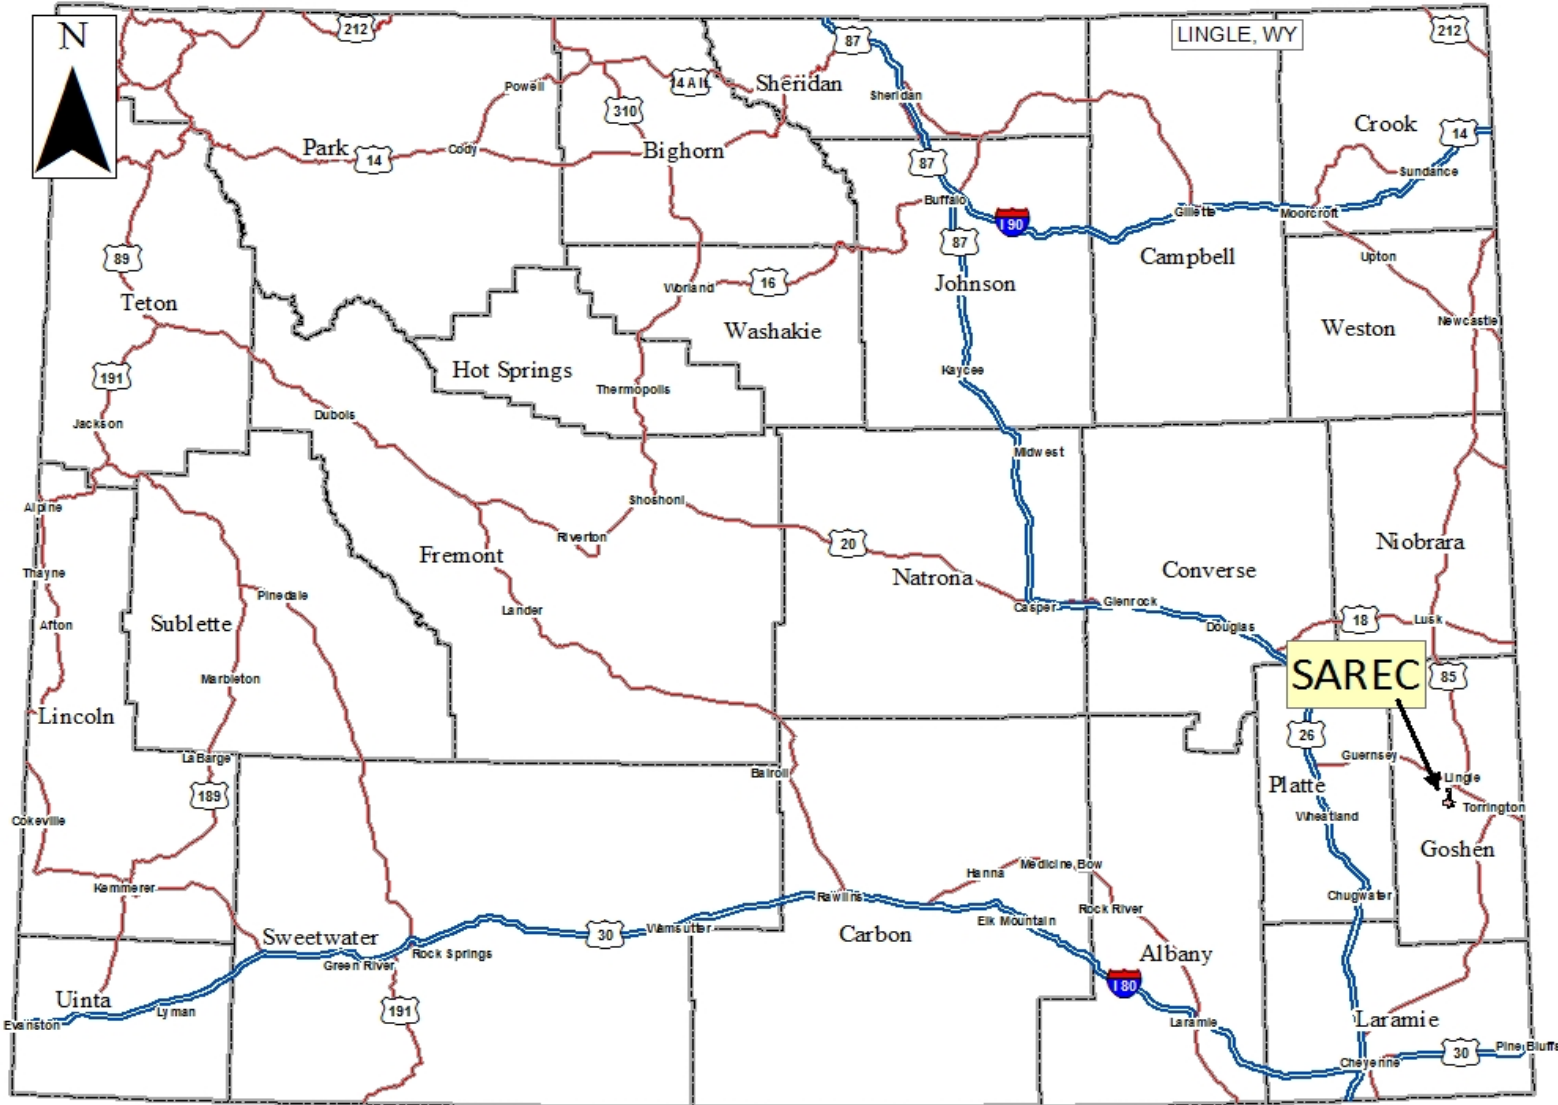 N
212
87
LINGLE, WY
212
Powell
14 Alt.
Sheridan
Sheridan
310
Crook
14
Park
14
Cody
Bighorn
87
Sundance
Buffalo
I 90
Gillette
Moorcroft
89
87
Campbell
Upton
Teton
Worland
16
Johnson
Washakie
Weston
Newcastle
191
Hot Springs
Thermopolis
Kaycee
Jackson
Dubois
Midwest
Alpine
Shoshoni
Riverton
20
Niobrara
Fremont
Natrona
Converse
Thayne
Pinedale
Casper
Glenrock
Afton
Sublette
Lander
Douglas
18
Lusk
Marbleton
SAREC
85
Lincoln
26
LaBarge
Bairoil
Guernsey
Lingle
189
Platte
Torrington
Cokeville
Wheatland
Goshen
Kemmerer
Hanna
Medicine Bow
Rawlins
Chugwater
Rock River
Elk Mountain
Sweetwater
30
Wamsutter
Carbon
Green River
Rock Springs
Albany
I 80
Uinta
Lyman
191
Evanston
Laramie
Laramie
Cheyenne
30
Pine Bluffs